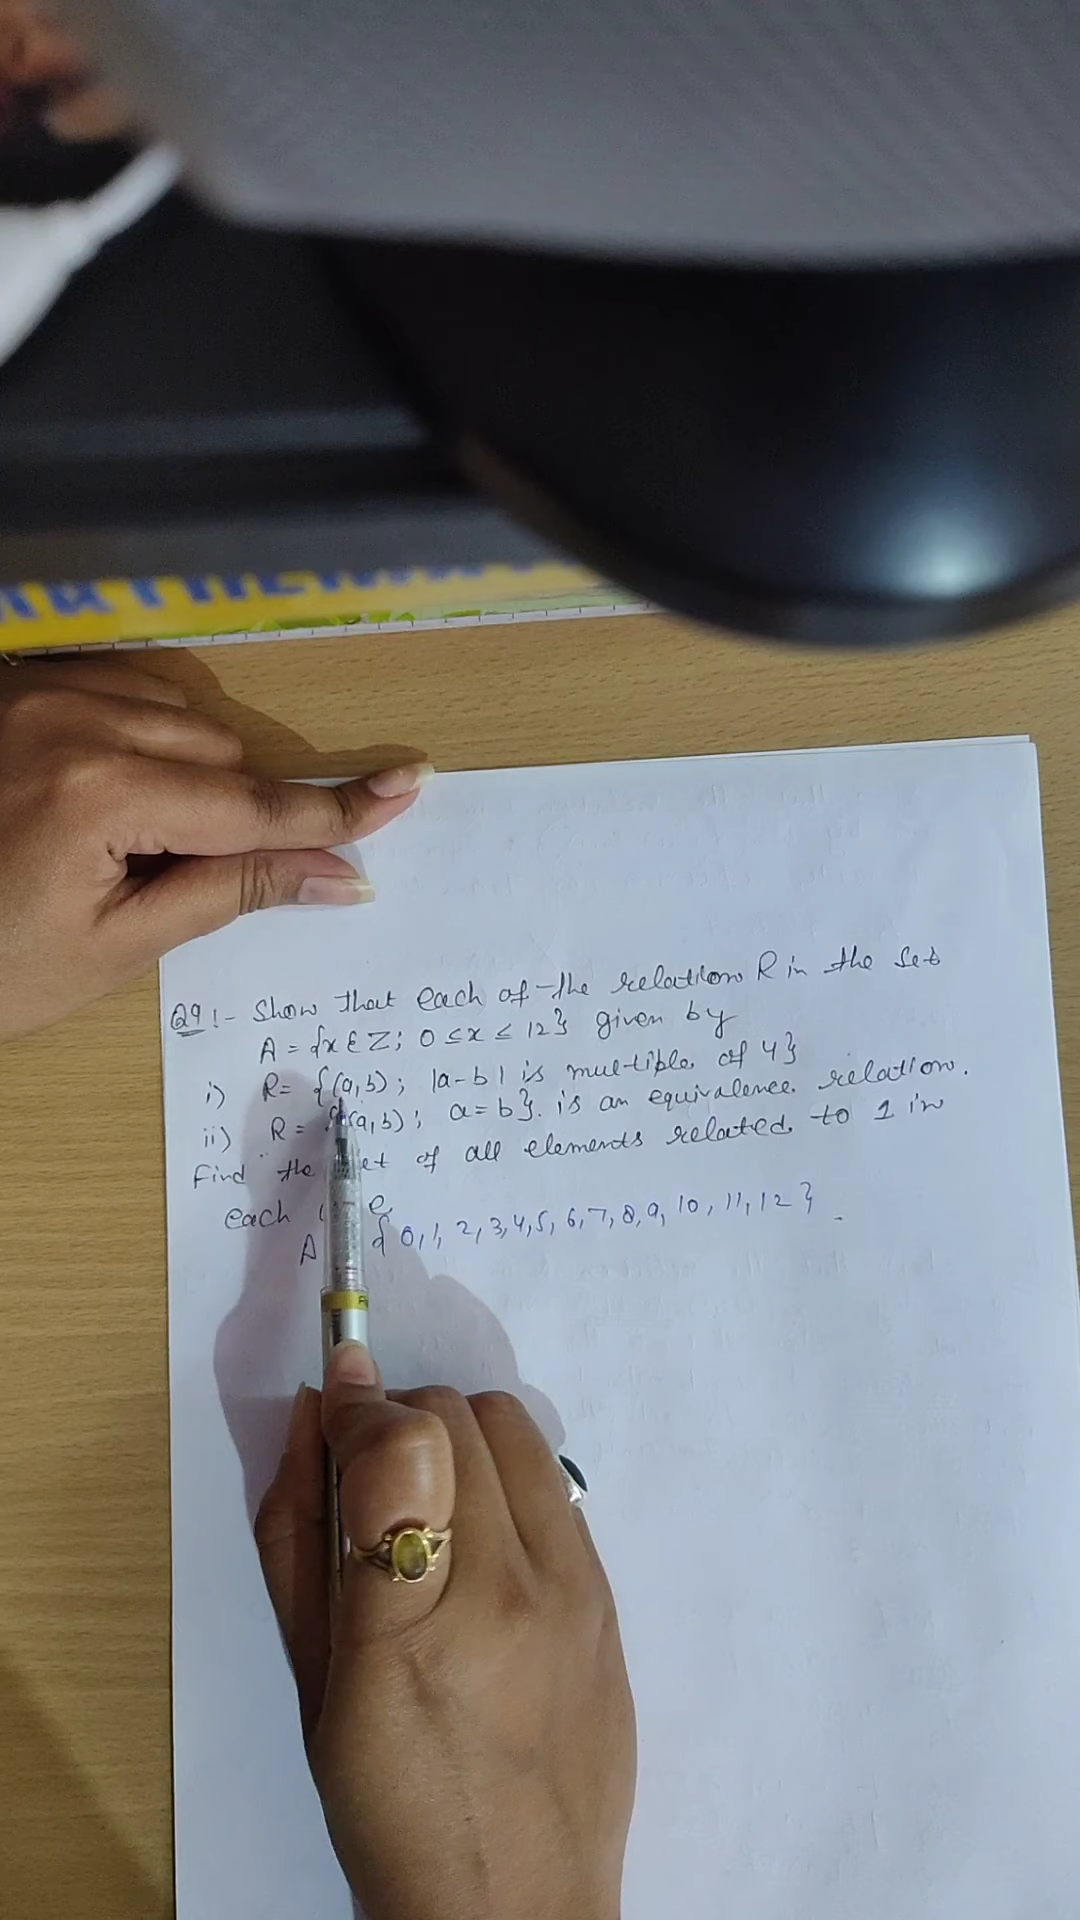 Q9 :- Show that each of the relation R in the set
A = {x ∈ Z ; 0 ≤ x ≤ 12} given by
i) R = {(a,b) ; |a-b| is multiple of 4}
ii) R = {(a,b) ; a = b}. is an equivalence relation.
Find the set of all elements related to 1 in
each
A { 0,1, 2,3,4,5, 6,7,8,9, 10, 11, 12 } .